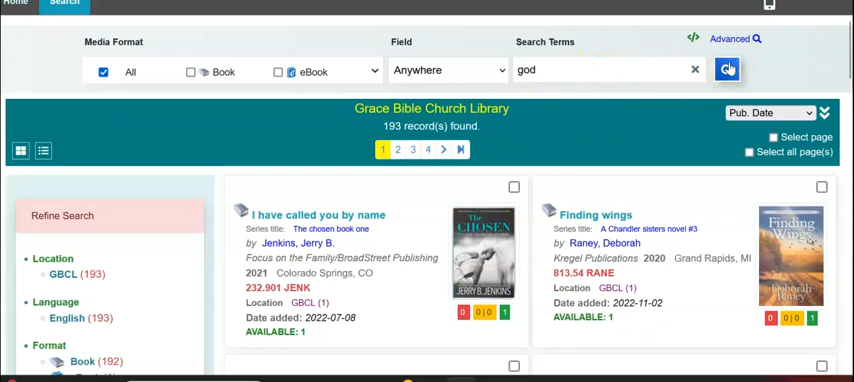 Home Search
Media Format Field Search Terms </> Advanced
All Book eBook Anywhere god
Grace Bible Church Library
193 record(s) found.
Pub. Date
1 2 3 4
Select page
Select all page(s)
Refine Search
Location
GBCL (193)
Language
English (193)
Format
Book (192)
I have called you by name
Series title: The chosen book one
by Jenkins, Jerry B.
Focus on the Family/BroadStreet Publishing
2021 Colorado Springs, CO
232.901 JENK
Location GBCL (1)
Date added: 2022-07-08
AVAILABLE: 1
The
CHOSEN
JERRY B. JENKINS
0 0|0 1
Finding wings
Series title: A Chandler sisters novel #3
by Raney, Deborah
Kregel Publications 2020 Grand Rapids, MI
813.54 RANE
Location GBCL (1)
Date added: 2022-11-02
AVAILABLE: 1
FINDING
WINGS
Deborah
Raney
0 0|0 1